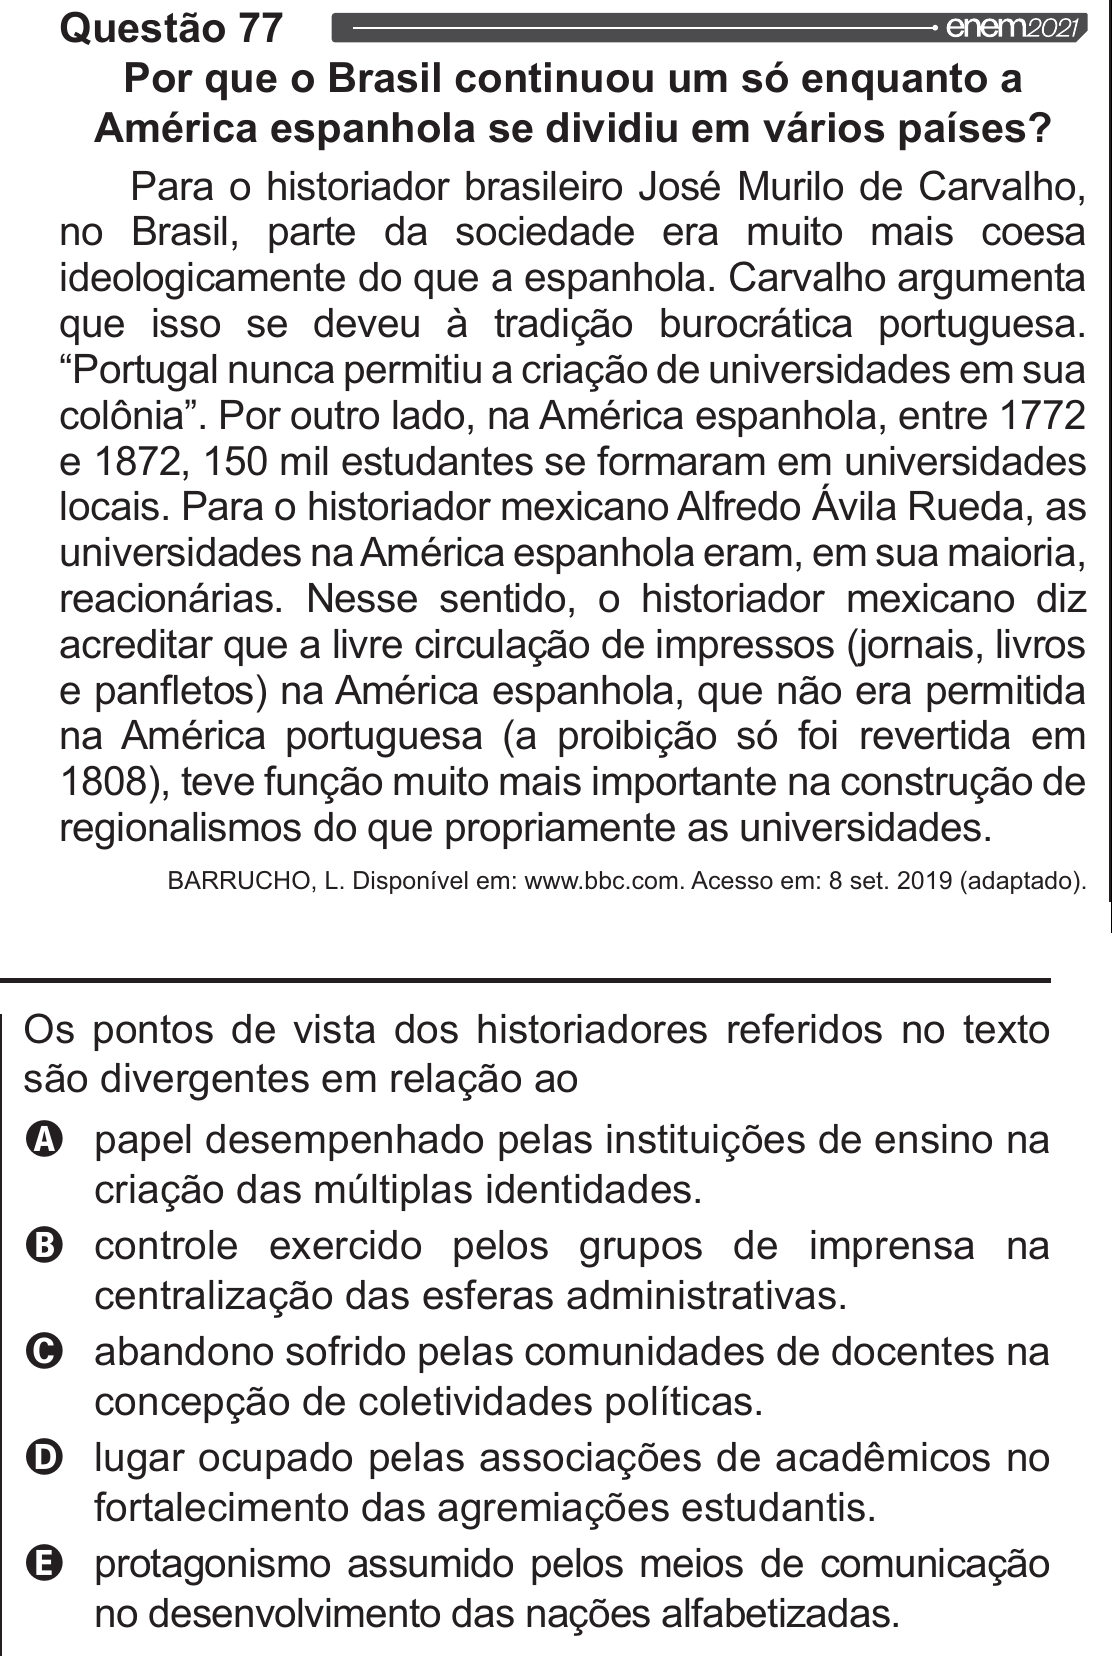 Questão 77
enem2021
Por que o Brasil continuou um só enquanto a
América espanhola se dividiu em vários países?
Para o historiador brasileiro José Murilo de Carvalho,
no Brasil, parte da sociedade era muito mais coesa
ideologicamente do que a espanhola. Carvalho argumenta
que isso se deveu à tradição burocrática portuguesa.
“Portugal nunca permitiu a criação de universidades em sua
colônia”. Por outro lado, na América espanhola, entre 1772
e 1872, 150 mil estudantes se formaram em universidades
locais. Para o historiador mexicano Alfredo Ávila Rueda, as
universidades na América espanhola eram, em sua maioria,
reacionárias. Nesse sentido, o historiador mexicano diz
acreditar que a livre circulação de impressos (jornais, livros
e panfletos) na América espanhola, que não era permitida
na América portuguesa (a proibição só foi revertida em
1808), teve função muito mais importante na construção de
regionalismos do que propriamente as universidades.
BARRUCHO, L. Disponível em: www.bbc.com. Acesso em: 8 set. 2019 (adaptado).
Os pontos de vista dos historiadores referidos no texto
são divergentes em relação ao
A papel desempenhado pelas instituições de ensino na
criação das múltiplas identidades.
B controle exercido pelos grupos de imprensa na
centralização das esferas administrativas.
C abandono sofrido pelas comunidades de docentes na
concepção de coletividades políticas.
D lugar ocupado pelas associações de acadêmicos no
fortalecimento das agremiações estudantis.
E protagonismo assumido pelos meios de comunicação
no desenvolvimento das nações alfabetizadas.